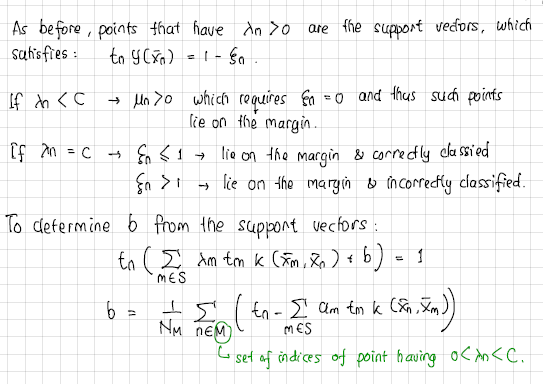 As before, points that have λn >0 are the support vectors, which
satisfies : tn y(x̄n) = 1 - ξn .
If λn < C → μn >0 which requires ξn = 0 and thus such points
lie on the margin.
If λn = C → ξn ≤ 1 → lie on the margin & correctly classied
ξn > 1 → lie on the margin & incorrectly classified.
To determine b from the support vectors :
tn ( Σ m∈S λm tm k (x̄m, x̄n) + b ) = 1
b = 1/NM Σ n∈M ( tn - Σ m∈S am tm k (x̄n, x̄m) )
↳ set of indices of point having 0< λn < C.